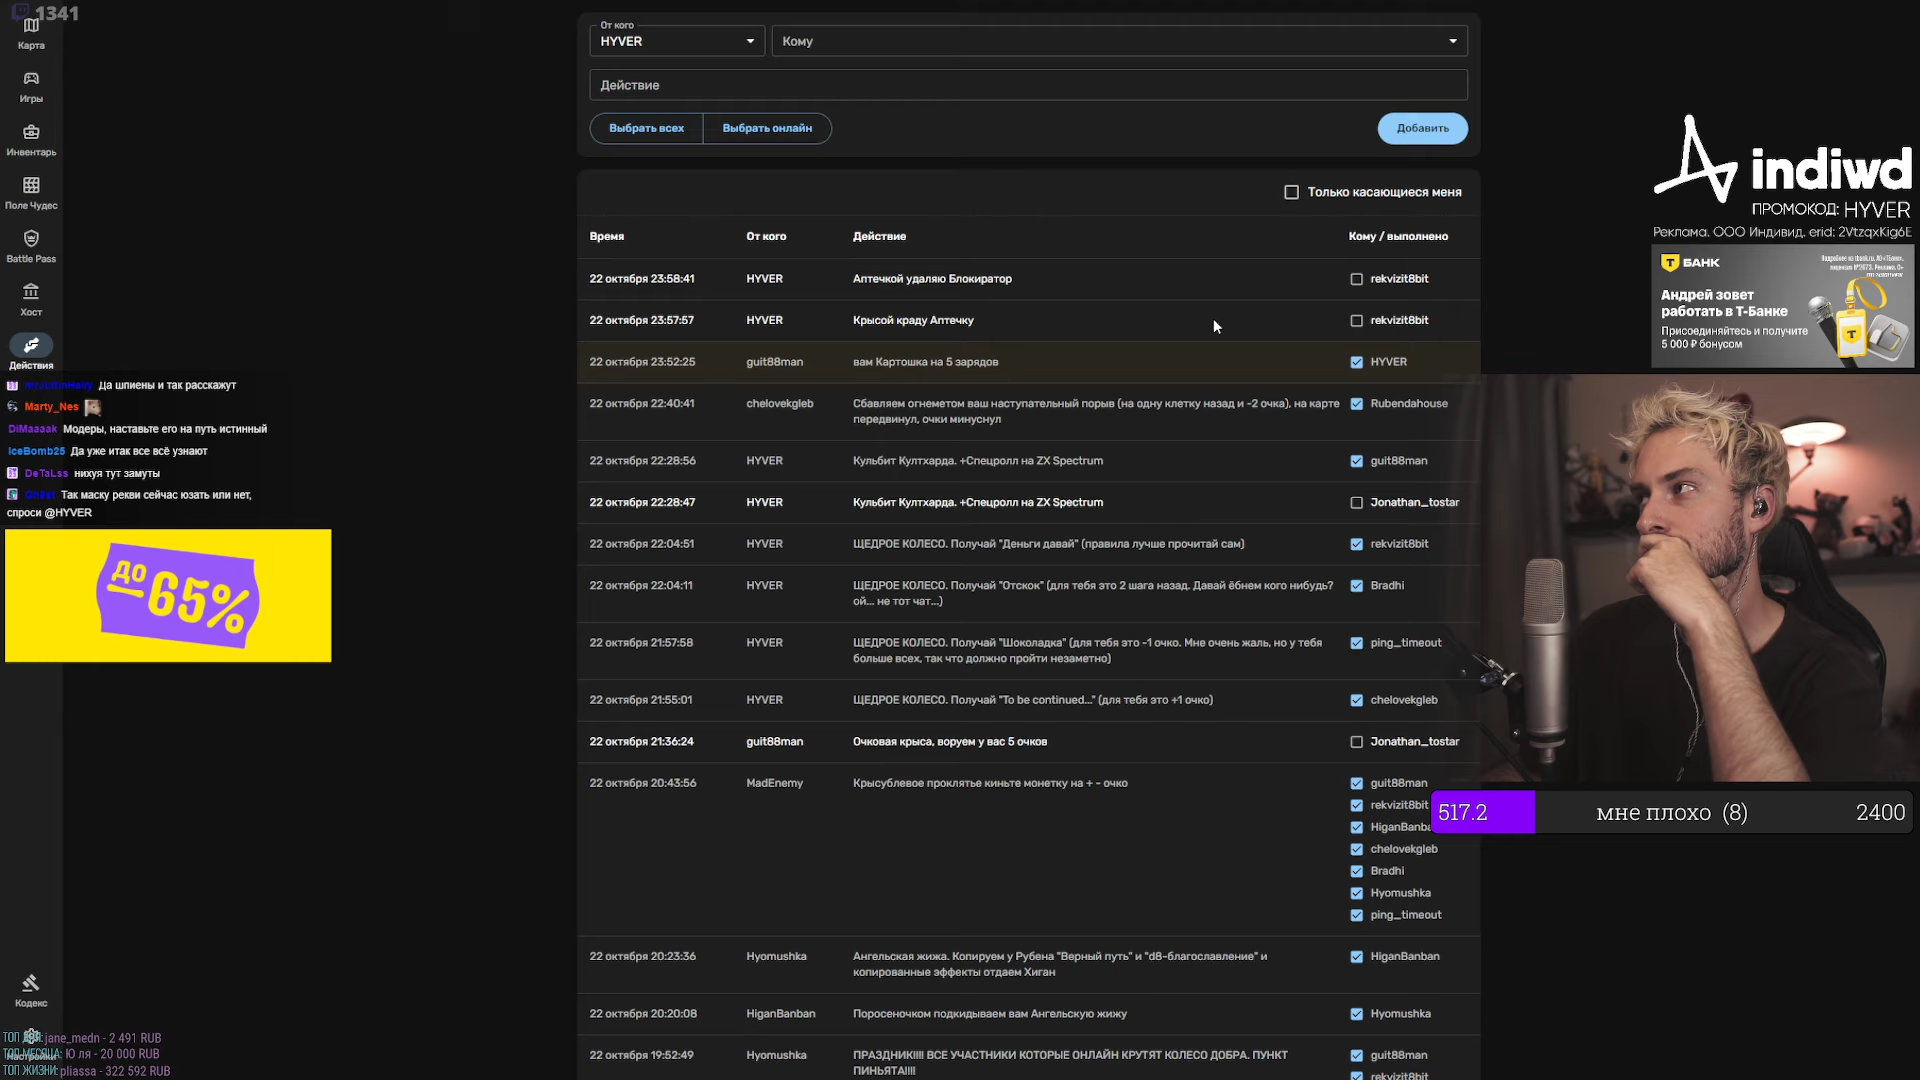 1341
Карта
Игры
Инвентарь
Поле Чудес
Battle Pass
Хост
Действия
От кого
HYVER
Кому
Действие
Выбрать всех
Выбрать онлайн
Добавить
Только касающиеся меня
Время От кого Действие Кому / выполнено
22 октября 23:58:41 HYVER Аптечкой удаляю Блокиратор rekvizit8bit
22 октября 23:57:57 HYVER Крысой краду Аптечку rekvizit8bit
22 октября 23:52:25 guit88man вам Картошка на 5 зарядов HYVER
22 октября 22:40:41 chelovekgleb Сбавляем огнеметом ваш наступательный порыв (на одну клетку назад и -2 очка), на карте Rubendahouse
передвинул, очки минуснул
22 октября 22:28:56 HYVER Кульбит Култхарда. +Спецролл на ZX Spectrum guit88man
22 октября 22:28:47 HYVER Кульбит Култхарда. +Спецролл на ZX Spectrum Jonathan_tostar
22 октября 22:04:51 HYVER ЩЕДРОЕ КОЛЕСО. Получай "Деньги давай" (правила лучше прочитай сам) rekvizit8bit
22 октября 22:04:11 HYVER ЩЕДРОЕ КОЛЕСО. Получай "Отскок" (для тебя это 2 шага назад. Давай ёбнем кого нибудь? Bradhi
ой... не тот чат...)
22 октября 21:57:58 HYVER ЩЕДРОЕ КОЛЕСО. Получай "Шоколадка" (для тебя это -1 очко. Мне очень жаль, но у тебя ping_timeout
больше всех, так что должно пройти незаметно)
22 октября 21:55:01 HYVER ЩЕДРОЕ КОЛЕСО. Получай "To be continued..." (для тебя это +1 очко) chelovekgleb
22 октября 21:36:24 guit88man Очковая крыса, воруем у вас 5 очков Jonathan_tostar
22 октября 20:43:56 MadEnemy Крысублевое проклятье киньте монетку на + - очко guit88man
rekvizit8bit
HiganBanba
chelovekgleb
Bradhi
Hyomushka
ping_timeout
22 октября 20:23:36 Hyomushka Ангельская жижа. Копируем у Рубена "Верный путь" и "d8-благославление" и HiganBanban
копированные эффекты отдаем Хиган
22 октября 20:20:08 HiganBanban Поросеночком подкидываем вам Ангельскую жижу Hyomushka
22 октября 19:52:49 Hyomushka ПРАЗДНИК!!!! ВСЕ УЧАСТНИКИ КОТОРЫЕ ОНЛАЙН КРУТЯТ КОЛЕСО ДОБРА. ПУНКТ guit88man
ПИНЬЯТА!!!! rekvizit8bit
Да шпиены и так расскажут
Marty_Nes
DiMaaak Модеры, наставьте его на путь истинный
IceBomb25 Да уже итак все всё узнают
DeTaLss нихуя тут замуты
Так маску рекви сейчас юзать или нет,
спроси @HYVER
до
65%
Кодекс
Настройки
jane_medn - 2 491 RUB
ТОП МЕСЯЦА: Ю ля - 20 000 RUB
ТОП ЖИЗНИ: pliassa - 322 592 RUB
indiwd
ПРОМОКОД: HYVER
Реклама. ООО Индивид. erid: 2VtzqxKig6E
Т БАНК
Андрей зовет
работать в Т-Банке
Присоединяйтесь и получите
5 000 ₽ бонусом
517.2 мне плохо (8) 2400